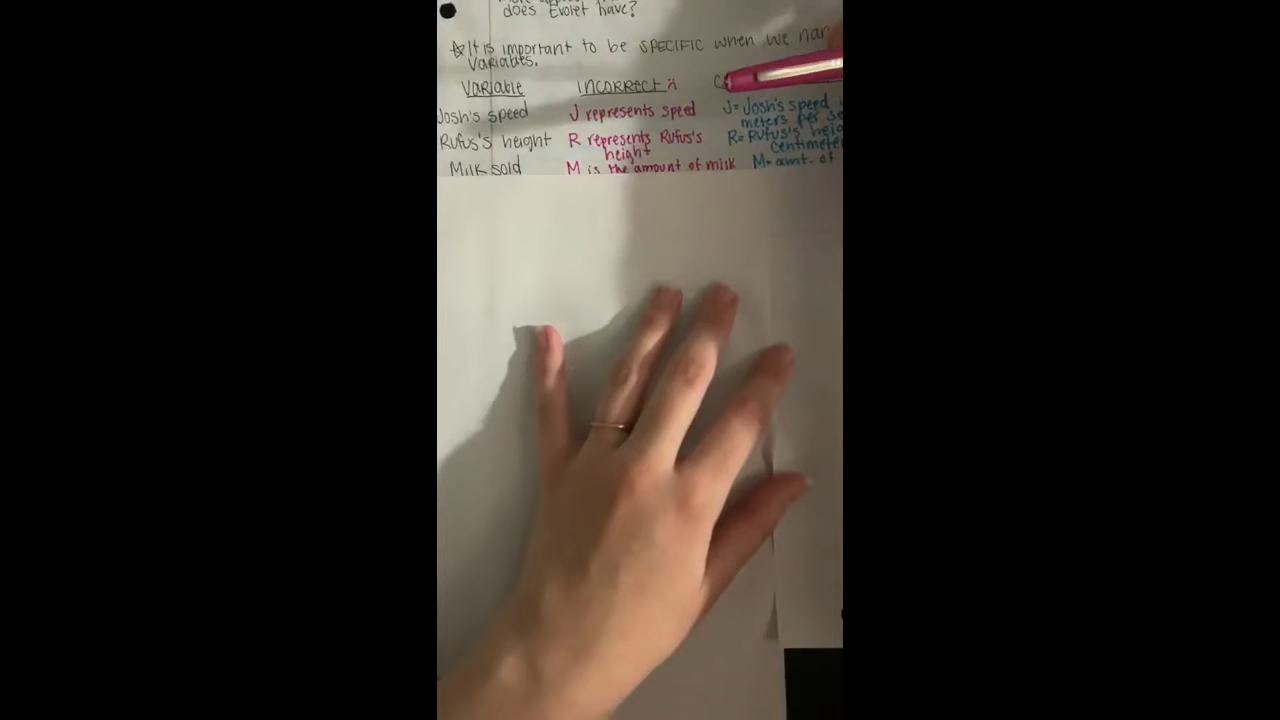 does Evolet have?
☆It is important to be SPECIFIC when we nam
variables.
Variable INCORRECT :( C
Josh's speed J represents speed J = Josh's speed
meters per se
Rufus's height R represents Rufus's R = Rufus's heig
height centimete
Milk sold M is the amount of milk M = amt. of